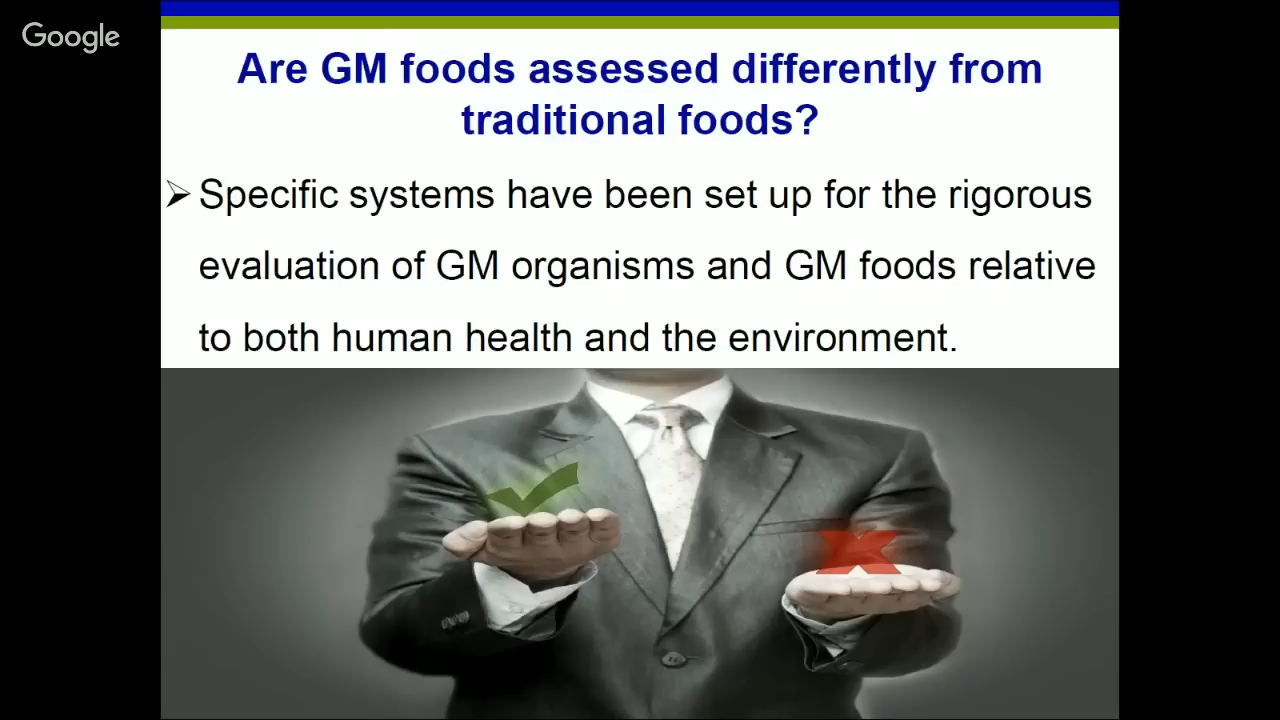 Google
Are GM foods assessed differently from
traditional foods?
➢ Specific systems have been set up for the rigorous
evaluation of GM organisms and GM foods relative
to both human health and the environment.